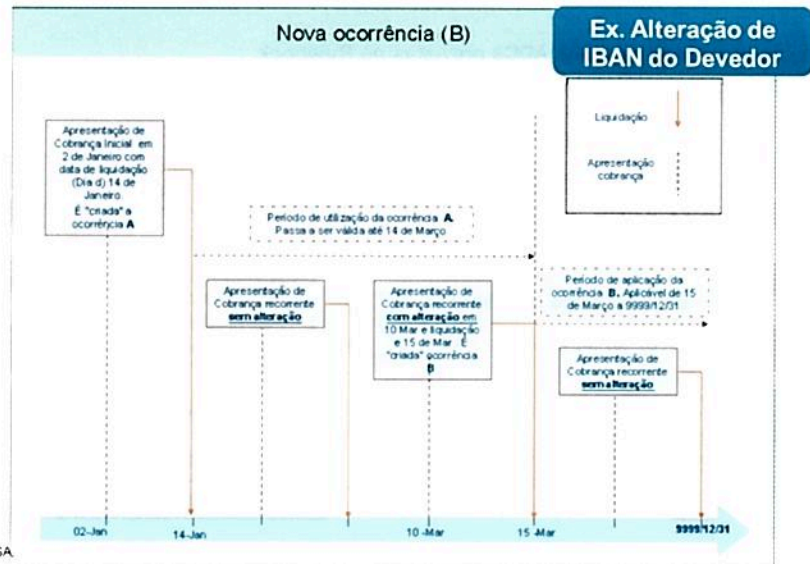 Nova ocorrência (B)
Ex. Alteração de
IBAN do Devedor
Liquidação
Apresentação
cobrança
Apresentação de
Cobrança Inicial em
2 de Janeiro com
data de liquidação
(Dia d) 14 de
Janeiro.
É "criada" a
ocorrência A
Período de utilização da ocorrência A.
Passa a ser válida até 14 de Março
Apresentação de
Cobrança recorrente
sem alteração
Apresentação de
Cobrança recorrente
com alteração em
10 Mar e liquidação
e 15 de Mar. É
"criada" ocorrência
B
Período de aplicação da
ocorrência B. Aplicável de 15
de Março a 9999/12/31
Apresentação de
Cobrança recorrente
sem alteração
02-Jan
14-Jan
10-Mar
15-Mar
9999/12/31